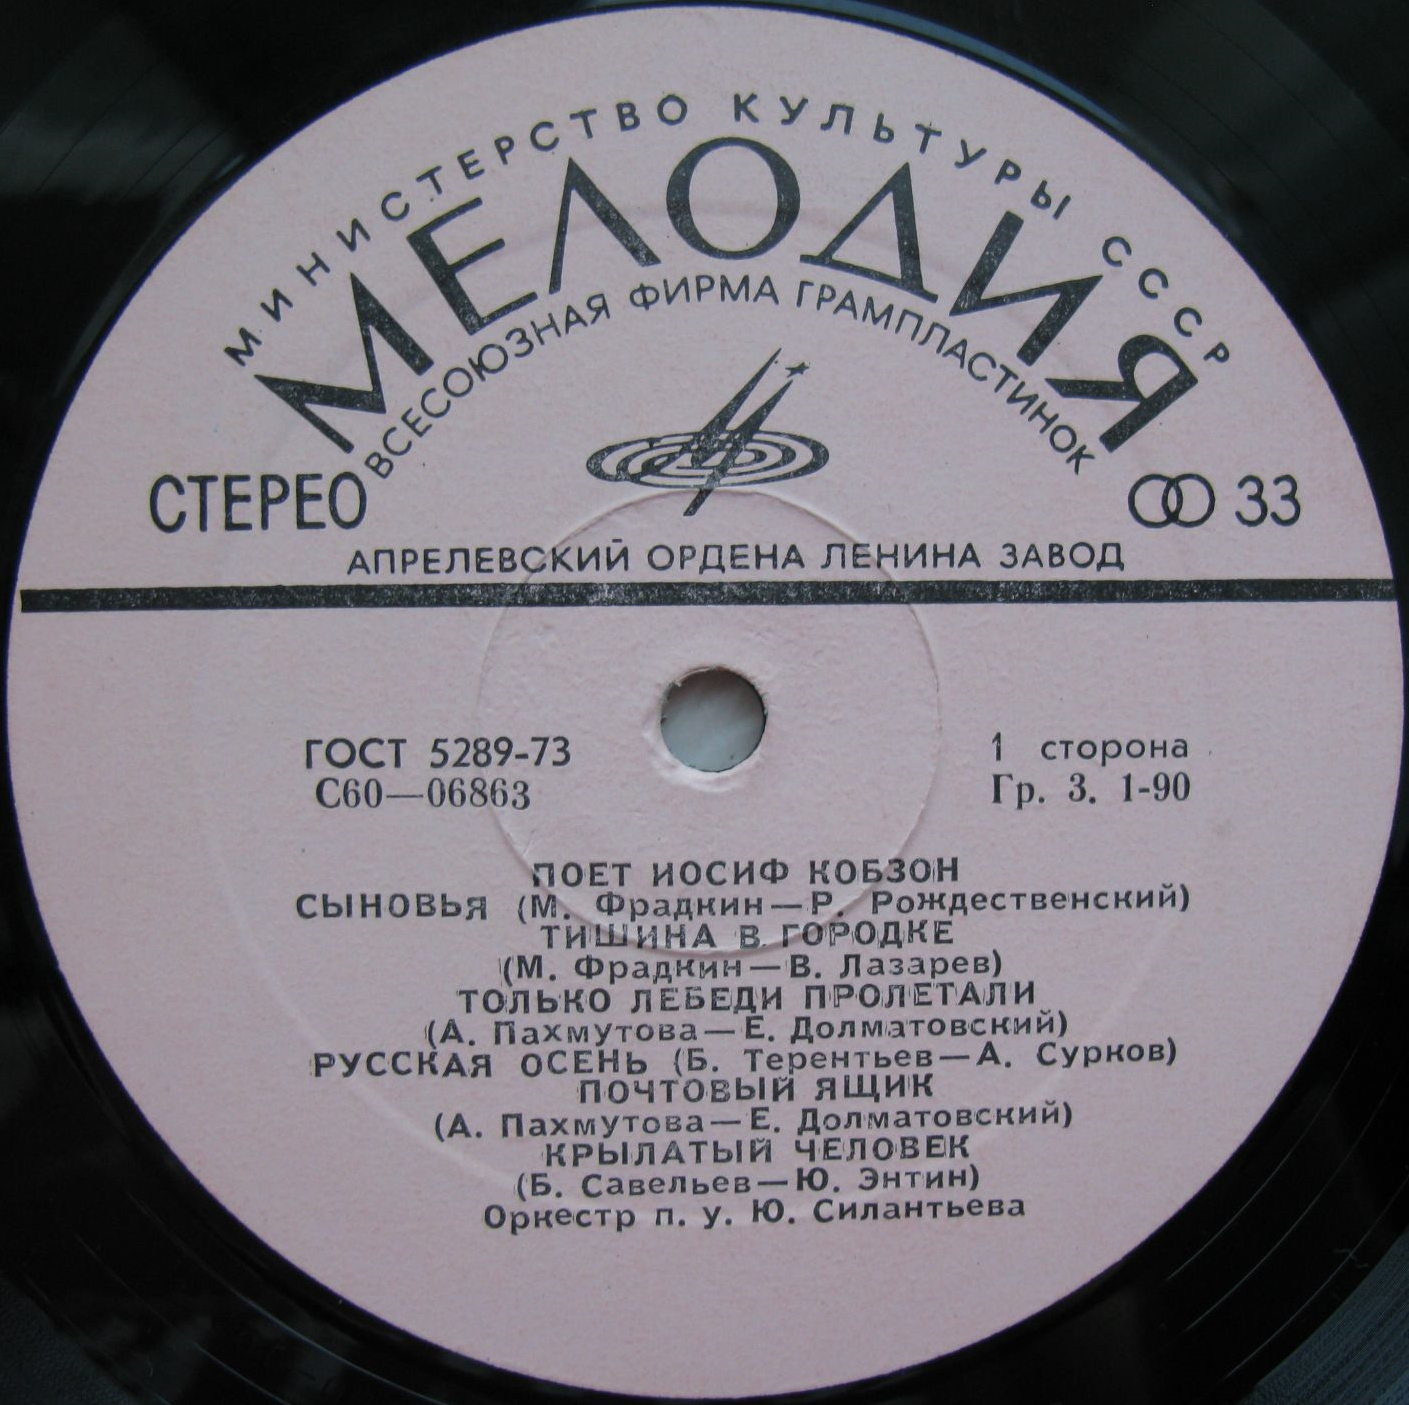 МИНИСТЕРСТВО КУЛЬТУРЫ СССР
МЕЛОДИЯ
ВСЕСОЮЗНАЯ ФИРМА ГРАМПЛАСТИНОК
СТЕРЕО
33
АПРЕЛЕВСКИЙ ОРДЕНА ЛЕНИНА ЗАВОД
ГОСТ 5289-73
1 сторона
С60—06863
Гр. 3. 1-90
ПОЕТ ИОСИФ КОБЗОН
СЫНОВЬЯ (М. Фрадкин—Р. Рождественский)
ТИШИНА В ГОРОДКЕ
(М. Фрадкин—В. Лазарев)
ТОЛЬКО ЛЕБЕДИ ПРОЛЕТАЛИ
(А. Пахмутова—Е. Долматовский)
РУССКАЯ ОСЕНЬ (Б. Терентьев—А. Сурков)
ПОЧТОВЫЙ ЯЩИК
(А. Пахмутова—Е. Долматовский)
КРЫЛАТЫЙ ЧЕЛОВЕК
(Б. Савельев—Ю. Энтин)
Оркестр п. у. Ю. Силантьева